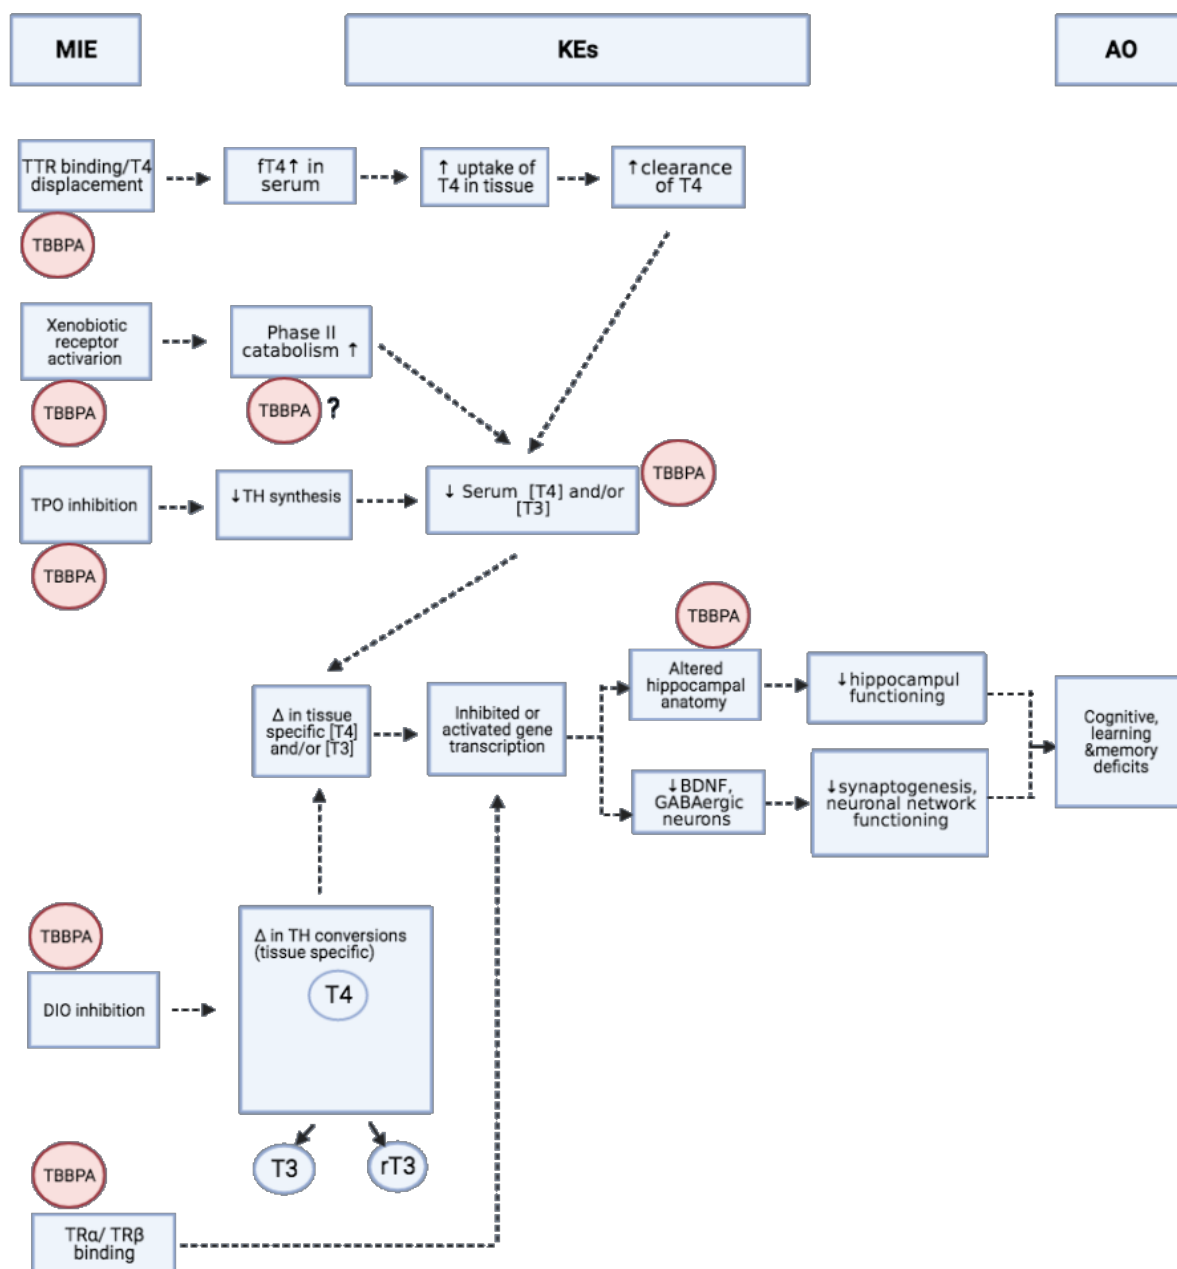 MIE
KEs
AO
TTR binding/T4
displacement
fT4↑ in
serum
↑ uptake of
T4 in tissue
↑clearance
of T4
TBBPA
Xenobiotic
receptor
activarion
Phase II
catabolism ↑
TBBPA
TBBPA ?
TPO inhibition
↓TH synthesis
↓ Serum [T4] and/or
[T3]
TBBPA
TBBPA
TBBPA
Δ in tissue
specific [T4]
and/or [T3]
Inhibited or
activated gene
transcription
Altered
hippocampal
anatomy
↓hippocampul
functioning
↓BDNF,
GABAergic
neurons
↓synaptogenesis,
neuronal network
functioning
Cognitive,
learning
&memory
deficits
TBBPA
DIO inhibition
Δ in TH conversions
(tissue specific)
T4
T3
rT3
TBBPA
TRα/ TRβ
binding